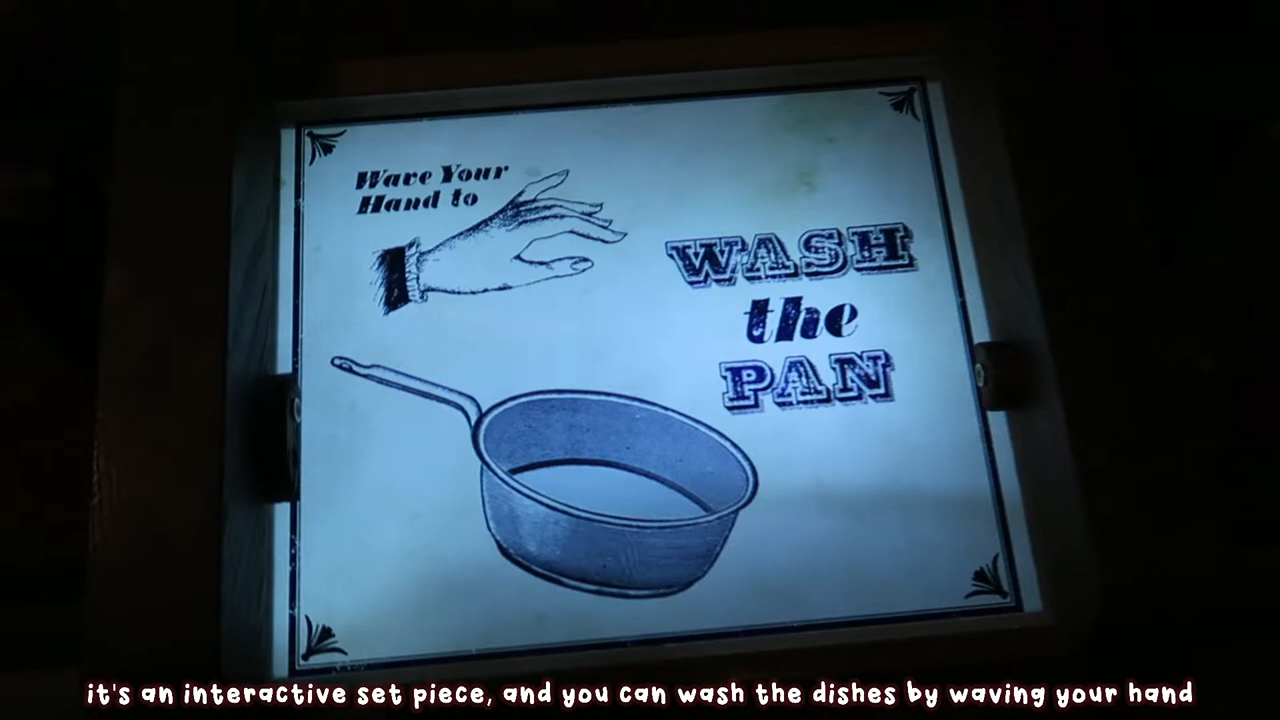 Wave Your
Hand to
WASH
the
PAN
it's an interactive set piece, and you can wash the dishes by waving your hand